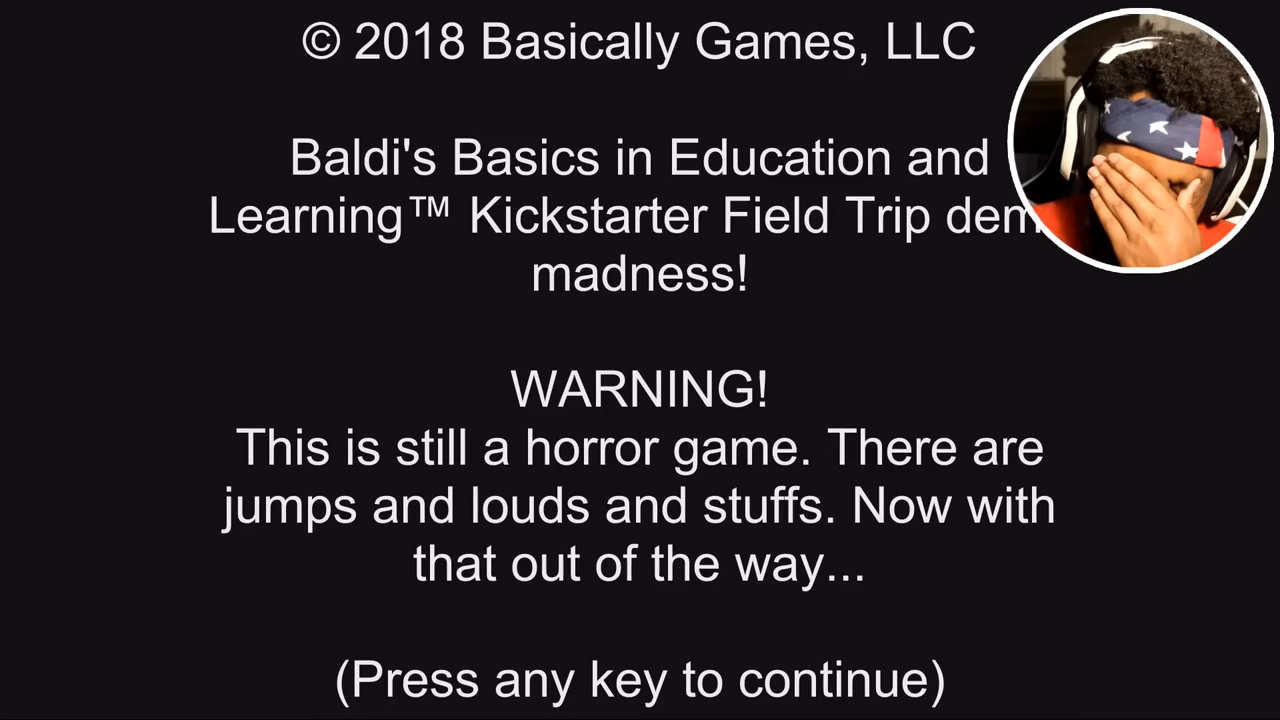 © 2018 Basically Games, LLC
Baldi's Basics in Education and
Learning™ Kickstarter Field Trip
madness!
WARNING!
This is still a horror game. There are
jumps and louds and stuffs. Now with
that out of the way...
(Press any key to continue)